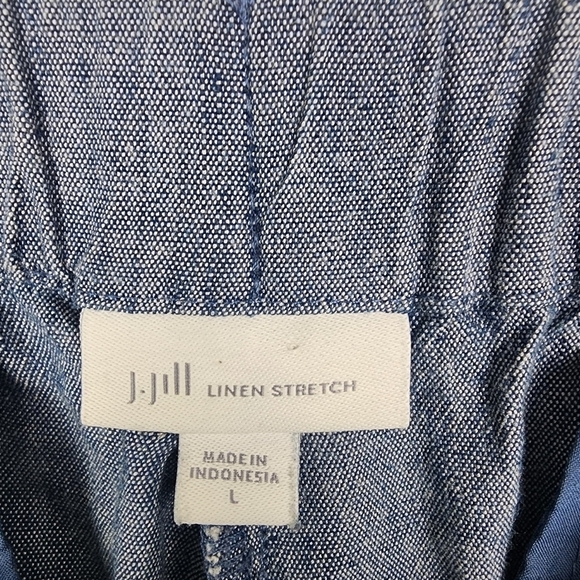 J.Jill LINEN STRETCH
MADE IN
INDONESIA
L